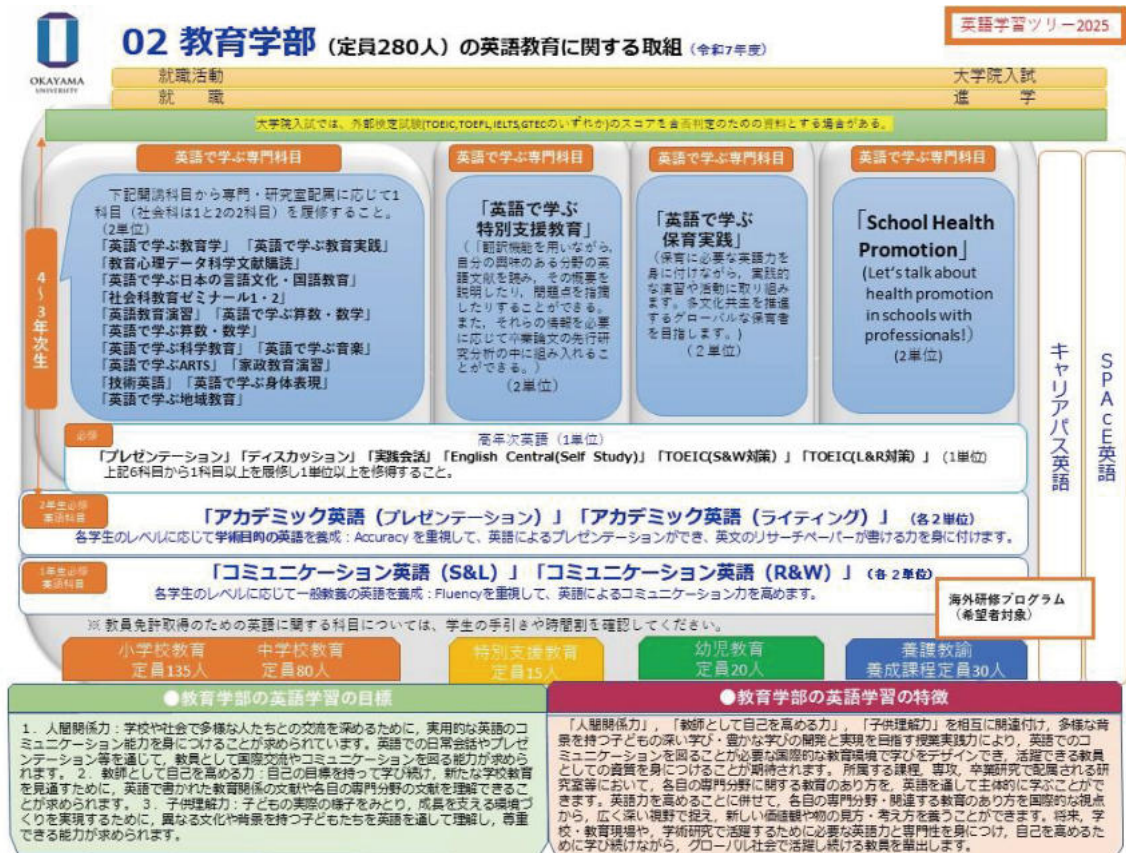 英語学習ツリー2025
OKAYAMA
UNIVERSITY
02 教育学部（定員280人）の英語教育に関する取組（令和7年度）
就職活動 大学院入試
就 職 進 学
大学院入試では、外部検定試験(TOEIC,TOEFL,IELTS,GTECのいずれか)のスコアを合否判定のための資料とする場合がある。
4～3年次生
英語で学ぶ専門科目
下記開講科目から専門・研究室配属に応じて1
科目（社会科は1と2の2科目）を履修すること。
(2単位)
「英語で学ぶ教育学」「英語で学ぶ教育実践」
「教育心理データ科学文献購読」
「英語で学ぶ日本の言語文化・国語教育」
「社会科教育ゼミナール1・2」
「英語教育演習」「英語で学ぶ算数・数学」
「英語で学ぶ算数・数学」
「英語で学ぶ科学教育」「英語で学ぶ音楽」
「英語で学ぶARTS」「家政教育演習」
「技術英語」「英語で学ぶ身体表現」
「英語で学ぶ地域教育」
英語で学ぶ専門科目
「英語で学ぶ
特別支援教育」
（「翻訳機能を用いながら，
自分の興味のある分野の英
語文献を読み，その概要を
説明したり，問題点を指摘
したりすることができる。
また，それらの情報を必要
に応じて卒業論文の先行研
究分析の中に組み入れるこ
とができる。）
（2単位）
英語で学ぶ専門科目
「英語で学ぶ
保育実践」
(保育に必要な英語力を
身に付けながら，実践的
な演習や活動に取り組み
ます。多文化共生を推進
するグローバルな保育者
を目指します。)
（２単位）
英語で学ぶ専門科目
「School Health
Promotion」
(Let's talk about
health promotion
in schools with
professionals!)
(2単位)
キャリアパス英語
SPAcE英語
必修
高年次英語（1単位）
「プレゼンテーション」「ディスカッション」「実践会話」「English Central(Self Study)」「TOEIC(S&W対策）」「TOEIC(L&R対策）」（1単位）
上記6科目から1科目以上を履修し1単位以上を修得すること。
2年生必修
英語科目
「アカデミック英語（プレゼンテーション）」「アカデミック英語（ライティング）」（各２単位）
各学生のレベルに応じて学術目的の英語を養成：Accuracyを重視して、英語によるプレゼンテーションができ、英文のリサーチペーパーが書ける力を身に付けます。
1年生必修
英語科目
「コミュニケーション英語（S&L）」「コミュニケーション英語（R&W）」（各２単位）
各学生のレベルに応じて一般教養の英語を養成：Fluencyを重視して、英語によるコミュニケーション力を高めます。
海外研修プログラム
（希望者対象）
※ 教員免許取得のための英語に関する科目については、学生の手引きや時間割を確認してください。
小学校教育 中学校教育
定員135人 定員80人
特別支援教育
定員15人
幼児教育
定員20人
養護教諭
養成課程定員30人
●教育学部の英語学習の目標
1．人間関係力：学校や社会で多様な人たちとの交流を深めるために，実用的な英語のコ
ミュニケーション能力を身につけることが求められています。英語での日常会話やプレゼ
ンテーション等を通じて，教員として国際交流やコミュニケーションを図る能力が求めら
れます。 2．教師として自己を高める力：自己の目標を持って学び続け，新たな学校教育
を見通すために，英語で書かれた教育関係の文献や各自の専門分野の文献を理解できるこ
とが求められます。 3．子供理解力：子どもの実際の様子をみとり，成長を支える環境づ
くりを実現するために，異なる文化や背景を持つ子どもたちを英語を通して理解し，尊重
できる能力が求められます。
●教育学部の英語学習の特徴
「人間関係力」，「教師として自己を高める力」，「子供理解力」を相互に関連付け，多様な背
景を持つ子どもの深い学び・豊かな学びの開発と実現を目指す授業実践力により，英語でのコ
ミュニケーションを図ることが必要な国際的な教育環境で学びをデザインでき，活躍できる教員
としての資質を身につけることが期待されます。 所属する課程，専攻，卒業研究で配属される研
究室等において，各自の専門分野に関する教育のあり方を，英語を通して主体的に学ぶことがで
きます。英語力を高めることに併せて，各自の専門分野・関連する教育のあり方を国際的な視点
から，広く深い視野で捉え，新しい価値観や物の見方・考え方を養うことができます。将来，学
校・教育現場や，学術研究で活躍するために必要な英語力と専門性を身につけ，自己を高めるた
めに学び続けながら，グローバル社会で活躍し続ける教員を輩出します。